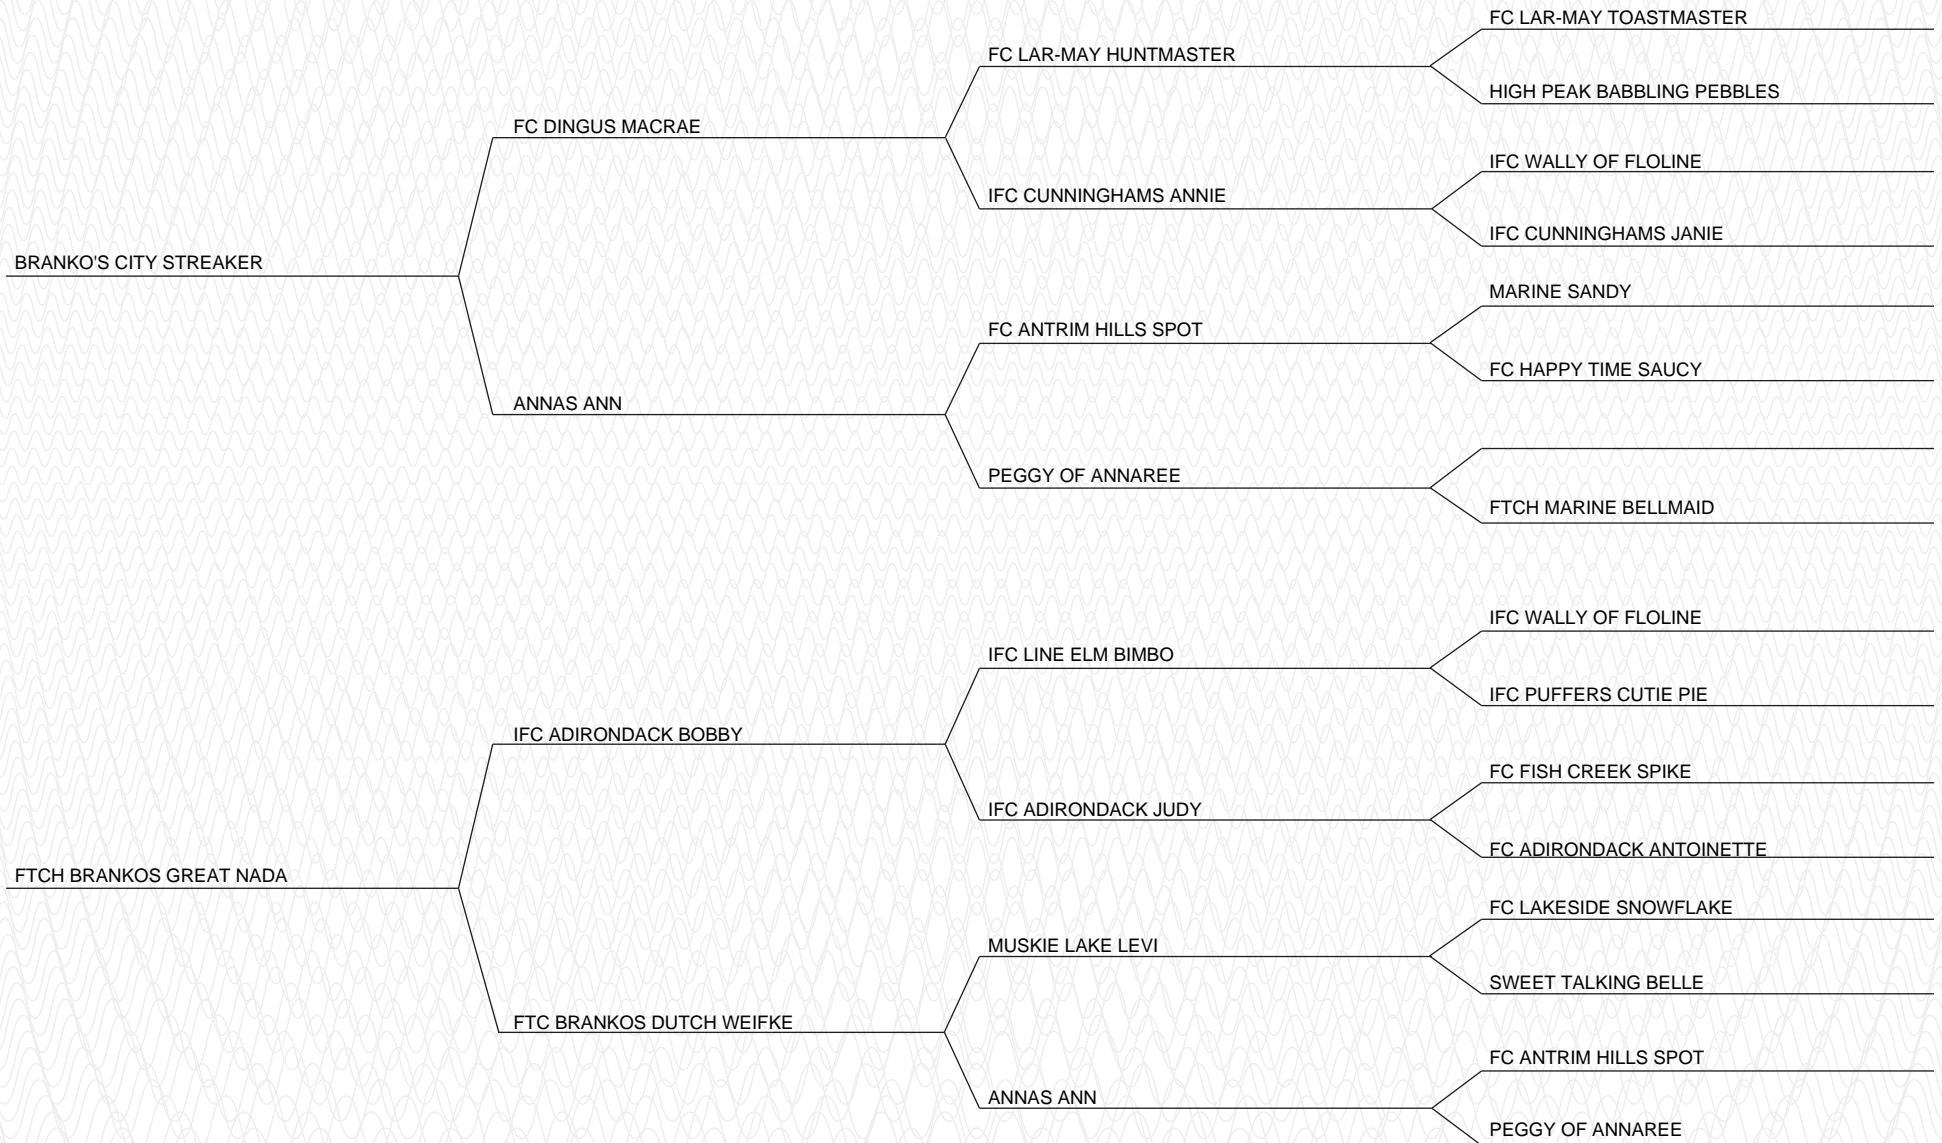 FC LAR-MAY TOASTMASTER
FC LAR-MAY HUNTMASTER
HIGH PEAK BABBLING PEBBLES
FC DINGUS MACRAE
IFC WALLY OF FLOLINE
IFC CUNNINGHAMS ANNIE
IFC CUNNINGHAMS JANIE
BRANKO'S CITY STREAKER
MARINE SANDY
FC ANTRIM HILLS SPOT
FC HAPPY TIME SAUCY
ANNAS ANN
PEGGY OF ANNAREE
FTCH MARINE BELLMAID
IFC WALLY OF FLOLINE
IFC LINE ELM BIMBO
IFC PUFFERS CUTIE PIE
IFC ADIRONDACK BOBBY
FC FISH CREEK SPIKE
IFC ADIRONDACK JUDY
FC ADIRONDACK ANTOINETTE
FTCH BRANKOS GREAT NADA
FC LAKESIDE SNOWFLAKE
MUSKIE LAKE LEVI
SWEET TALKING BELLE
FTC BRANKOS DUTCH WEIFKE
FC ANTRIM HILLS SPOT
ANNAS ANN
PEGGY OF ANNAREE